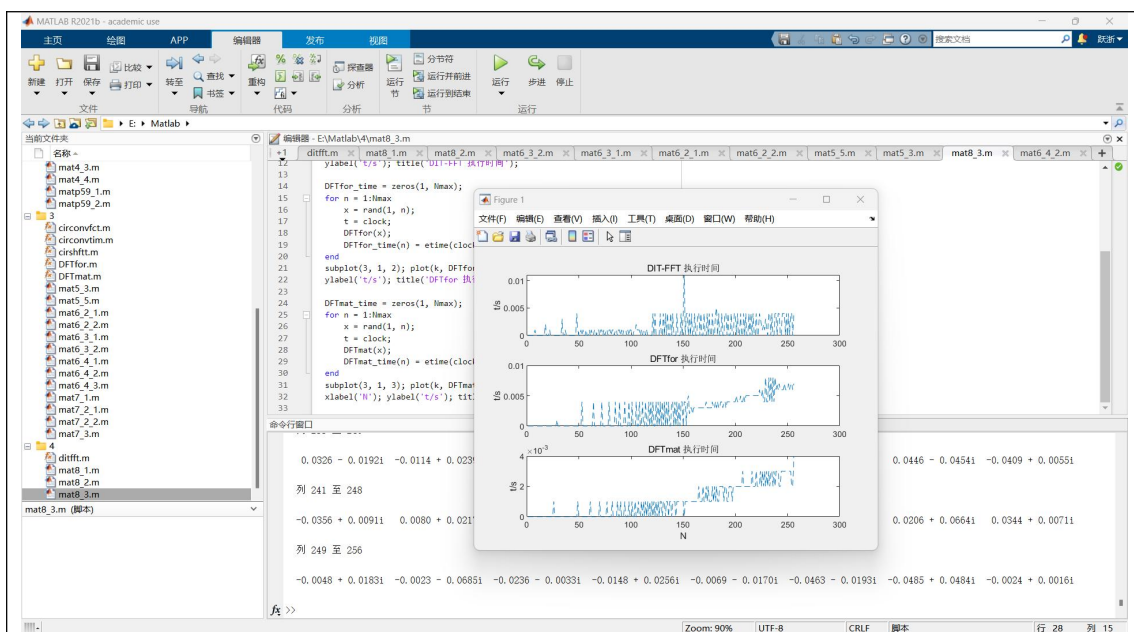 MATLAB R2021b - academic use
主页 绘图 APP 编辑器 发布 视图
搜索文档
跃浙
新建 打开 保存 比较 打印
转至 查找 书签
重构
探查器 分析
运行节 分节符 运行并前进 运行到结束
运行 步进 停止
文件 导航 代码 分析 节 运行
E: Matlab
当前文件夹
名称
mat4_3.m
mat4_4.m
matp59_1.m
matp59_2.m
3
circonvfct.m
circonvtim.m
cirshftt.m
DFTfor.m
DFTmat.m
mat5_3.m
mat5_5.m
mat6_2_1.m
mat6_2_2.m
mat6_3_1.m
mat6_3_2.m
mat6_4_1.m
mat6_4_2.m
mat6_4_3.m
mat7_1.m
mat7_2_1.m
mat7_2_2.m
mat7_3.m
4
ditfft.m
mat8_1.m
mat8_2.m
mat8_3.m
mat8_3.m (脚本)
编辑器 - E:\Matlab\4\mat8_3.m
+1 ditfft.m mat8_1.m mat8_2.m mat6_3_2.m mat6_3_1.m mat6_2_1.m mat6_2_2.m mat5_5.m mat5_3.m mat8_3.m mat6_4_2.m
12 ylabel('t/s'); title('DIT-FFT 执行时间');
13
14 DFTfor_time = zeros(1, Nmax);
15 for n = 1:Nmax
16 x = rand(1, n);
17 t = clock;
18 DFTfor(x);
19 DFTfor_time(n) = etime(cloc
20 end
21 subplot(3, 1, 2); plot(k, DFTfor
22 ylabel('t/s'); title('DFTfor 执
23
24 DFTmat_time = zeros(1, Nmax);
25 for n = 1:Nmax
26 x = rand(1, n);
27 t = clock;
28 DFTmat(x);
29 DFTmat_time(n) = etime(cloc
30 end
31 subplot(3, 1, 3); plot(k, DFTmat
32 xlabel('N'); ylabel('t/s'); tit
33
Figure 1
文件(F) 编辑(E) 查看(V) 插入(I) 工具(T) 桌面(D) 窗口(W) 帮助(H)
DIT-FFT 执行时间
0.01
0.005
0
t/s
0 50 100 150 200 250 300
DFTfor 执行时间
0.01
0.005
0
t/s
0 50 100 150 200 250 300
DFTmat 执行时间
×10⁻³
4
2
0
t/s
0 50 100 150 200 250 300
N
命令行窗口
0.0326 - 0.0192i -0.0114 + 0.023 0.0446 - 0.0454i -0.0409 + 0.0055i
列 241 至 248
-0.0356 + 0.0091i 0.0080 + 0.021 0.0206 + 0.0664i 0.0344 + 0.0071i
列 249 至 256
-0.0048 + 0.0183i -0.0023 - 0.0685i -0.0236 - 0.0033i -0.0148 + 0.0256i -0.0069 - 0.0170i -0.0463 - 0.0193i -0.0485 + 0.0484i -0.0024 + 0.0016i
fx >>
Zoom: 90% UTF-8 CRLF 脚本 行 28 列 15